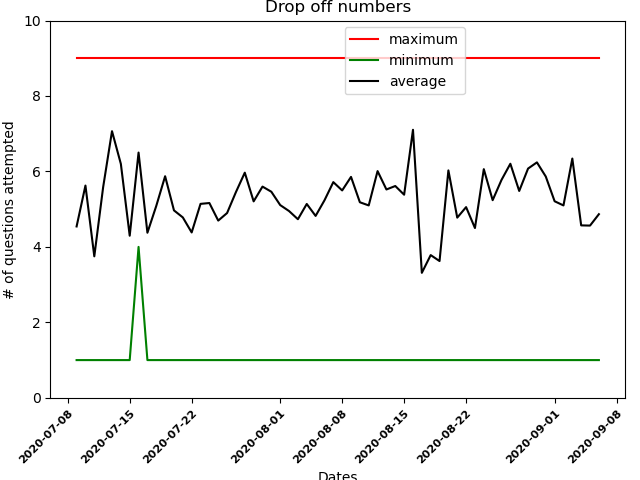 Drop off numbers
maximum
minimum
average
# of questions attempted
10
8
6
4
2
0
2020-07-08
2020-07-15
2020-07-22
2020-08-01
2020-08-08
2020-08-15
2020-08-22
2020-09-01
2020-09-08
Dates